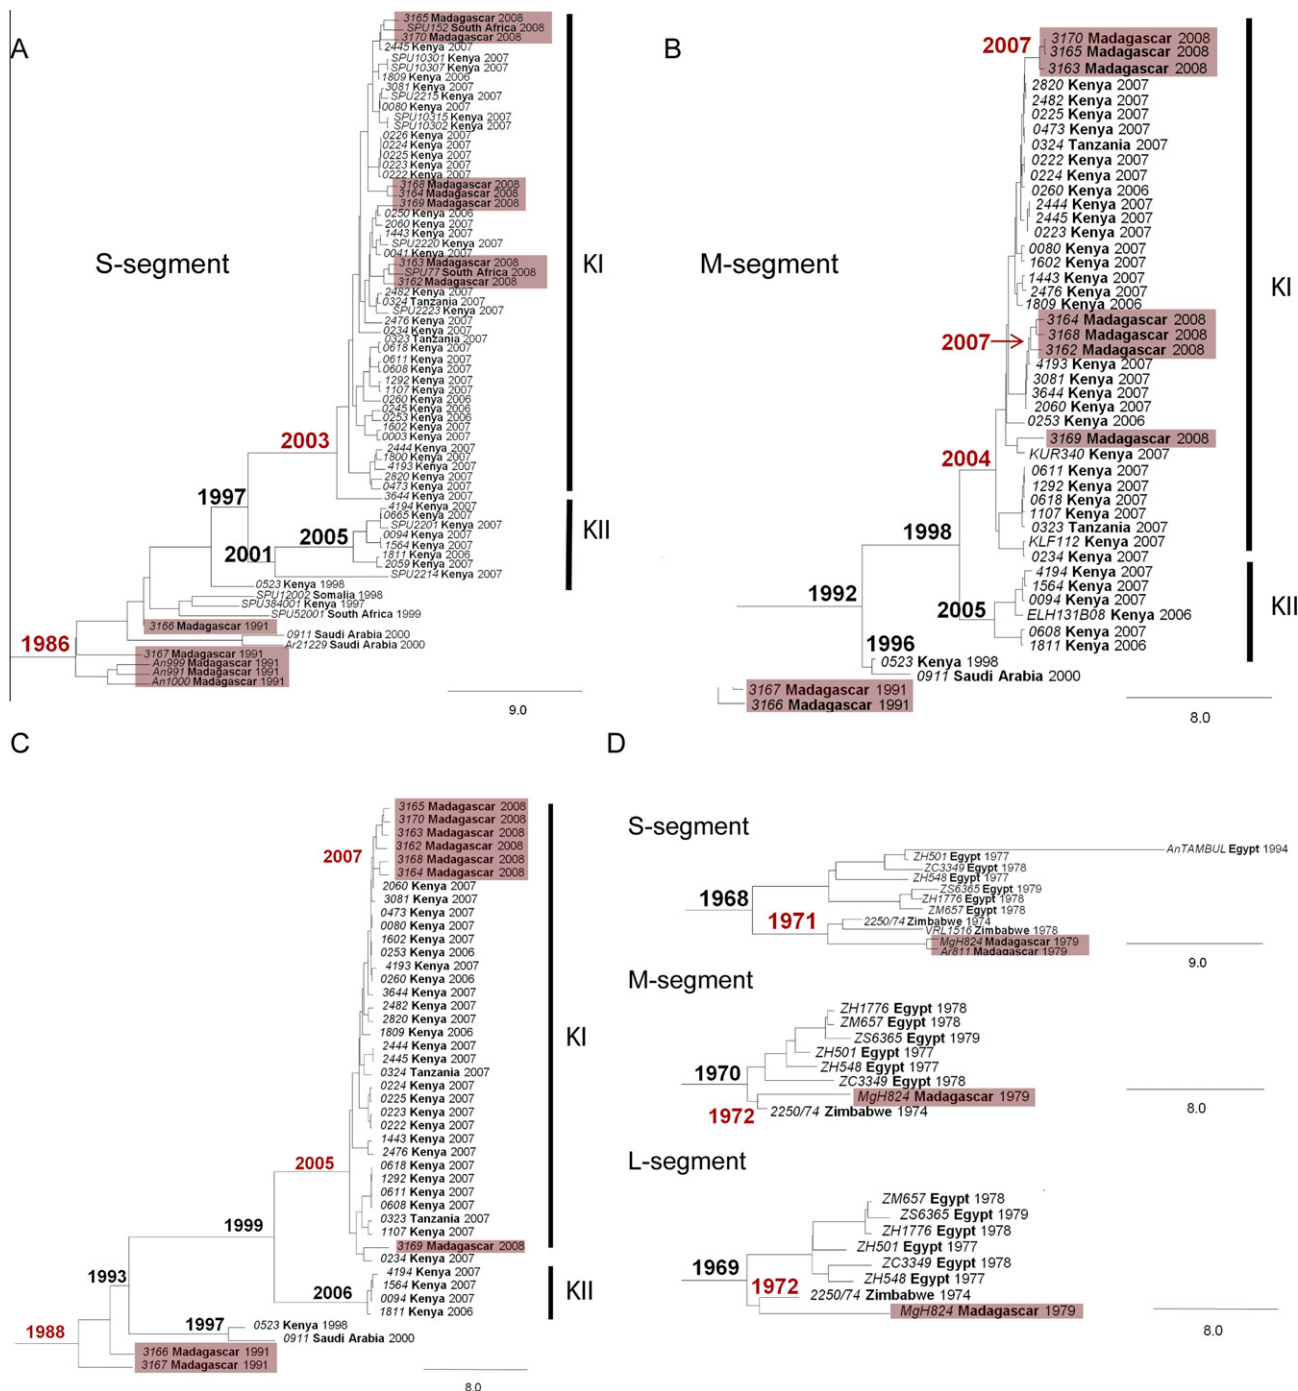 A
S-segment
3165 Madagascar 2008
SPU152 South Africa 2008
3170 Madagascar 2008
2445 Kenya 2007
SPU10301 Kenya 2007
SPU10307 Kenya 2007
1809 Kenya 2006
3081 Kenya 2007
SPU2215 Kenya 2007
0080 Kenya 2007
SPU10315 Kenya 2007
SPU10302 Kenya 2007
0226 Kenya 2007
0224 Kenya 2007
0225 Kenya 2007
0223 Kenya 2007
0222 Kenya 2007
3168 Madagascar 2008
3164 Madagascar 2008
3169 Madagascar 2008
0250 Kenya 2006
2060 Kenya 2007
1443 Kenya 2007
SPU2220 Kenya 2007
0041 Kenya 2007
3163 Madagascar 2008
SPU77 South Africa 2008
3162 Madagascar 2008
2482 Kenya 2007
0324 Tanzania 2007
SPU2223 Kenya 2007
2476 Kenya 2007
0234 Kenya 2007
0323 Tanzania 2007
0618 Kenya 2007
0611 Kenya 2007
0608 Kenya 2007
1292 Kenya 2007
1107 Kenya 2007
0260 Kenya 2006
0245 Kenya 2006
0253 Kenya 2006
1602 Kenya 2007
0003 Kenya 2007
2444 Kenya 2007
1800 Kenya 2007
4193 Kenya 2007
2820 Kenya 2007
0473 Kenya 2007
3644 Kenya 2007
4194 Kenya 2007
0665 Kenya 2007
SPU2201 Kenya 2007
0094 Kenya 2007
1564 Kenya 2007
1811 Kenya 2006
2059 Kenya 2007
SPU2214 Kenya 2007
0523 Kenya 1998
SPU12002 Somalia 1998
SPU384001 Kenya 1997
SPU52001 South Africa 1999
3166 Madagascar 1991
0911 Saudi Arabia 2000
Ar21229 Saudi Arabia 2000
3167 Madagascar 1991
An999 Madagascar 1991
An991 Madagascar 1991
An1000 Madagascar 1991
2003
1997
2005
2001
1986
KI
KII
9.0
B
M-segment
2007
3170 Madagascar 2008
3165 Madagascar 2008
3163 Madagascar 2008
2820 Kenya 2007
2482 Kenya 2007
0225 Kenya 2007
0473 Kenya 2007
0324 Tanzania 2007
0222 Kenya 2007
0224 Kenya 2007
0260 Kenya 2006
2444 Kenya 2007
2445 Kenya 2007
0223 Kenya 2007
0080 Kenya 2007
1602 Kenya 2007
1443 Kenya 2007
2476 Kenya 2007
1809 Kenya 2006
3164 Madagascar 2008
2007
3168 Madagascar 2008
3162 Madagascar 2008
4193 Kenya 2007
3081 Kenya 2007
3644 Kenya 2007
2060 Kenya 2007
0253 Kenya 2006
3169 Madagascar 2008
KUR340 Kenya 2007
2004
0611 Kenya 2007
1292 Kenya 2007
0618 Kenya 2007
1107 Kenya 2007
0323 Tanzania 2007
KLF112 Kenya 2007
0234 Kenya 2007
1998
4194 Kenya 2007
1564 Kenya 2007
0094 Kenya 2007
ELH131B08 Kenya 2006
0608 Kenya 2007
1811 Kenya 2006
1992
2005
1996
0523 Kenya 1998
0911 Saudi Arabia 2000
3167 Madagascar 1991
3166 Madagascar 1991
KI
KII
8.0
C
3165 Madagascar 2008
3170 Madagascar 2008
3163 Madagascar 2008
3162 Madagascar 2008
2007
3168 Madagascar 2008
3164 Madagascar 2008
2060 Kenya 2007
3081 Kenya 2007
0473 Kenya 2007
0080 Kenya 2007
1602 Kenya 2007
0253 Kenya 2006
4193 Kenya 2007
0260 Kenya 2006
3644 Kenya 2007
2482 Kenya 2007
2820 Kenya 2007
1809 Kenya 2006
2444 Kenya 2007
2445 Kenya 2007
0324 Tanzania 2007
0224 Kenya 2007
0225 Kenya 2007
0223 Kenya 2007
0222 Kenya 2007
1443 Kenya 2007
2476 Kenya 2007
2005
0618 Kenya 2007
1292 Kenya 2007
0611 Kenya 2007
0608 Kenya 2007
0323 Tanzania 2007
1107 Kenya 2007
3169 Madagascar 2008
0234 Kenya 2007
1999
4194 Kenya 2007
1564 Kenya 2007
0094 Kenya 2007
1811 Kenya 2006
1993
2006
1997
0523 Kenya 1998
0911 Saudi Arabia 2000
1988
3166 Madagascar 1991
3167 Madagascar 1991
KI
KII
8.0
D
S-segment
AnTAMBUL Egypt 1994
ZH501 Egypt 1977
ZC3349 Egypt 1978
ZH548 Egypt 1977
ZS6365 Egypt 1979
ZH1776 Egypt 1978
ZM657 Egypt 1978
1968
1971
2250/74 Zimbabwe 1974
VRL1516 Zimbabwe 1978
MgH824 Madagascar 1979
Ar811 Madagascar 1979
9.0
M-segment
ZH1776 Egypt 1978
ZM657 Egypt 1978
ZS6365 Egypt 1979
ZH501 Egypt 1977
ZH548 Egypt 1977
ZC3349 Egypt 1978
1970
MgH824 Madagascar 1979
1972
2250/74 Zimbabwe 1974
8.0
L-segment
ZM657 Egypt 1978
ZS6365 Egypt 1979
ZH1776 Egypt 1978
ZH501 Egypt 1977
ZC3349 Egypt 1978
ZH548 Egypt 1977
1969
1972
2250/74 Zimbabwe 1974
MgH824 Madagascar 1979
8.0